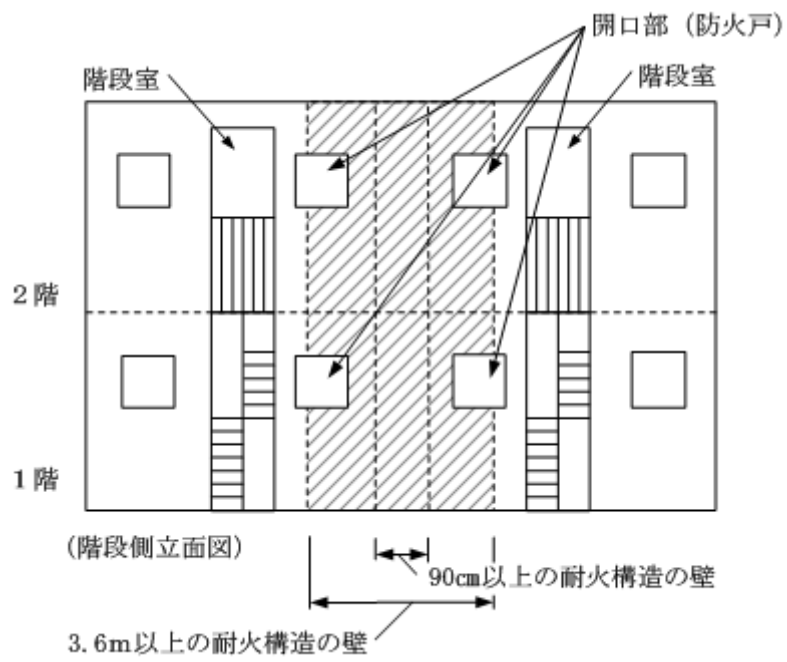 開口部（防火戸）
階段室
階段室
2階
1階
(階段側立面図)
90cm以上の耐火構造の壁
3.6m以上の耐火構造の壁